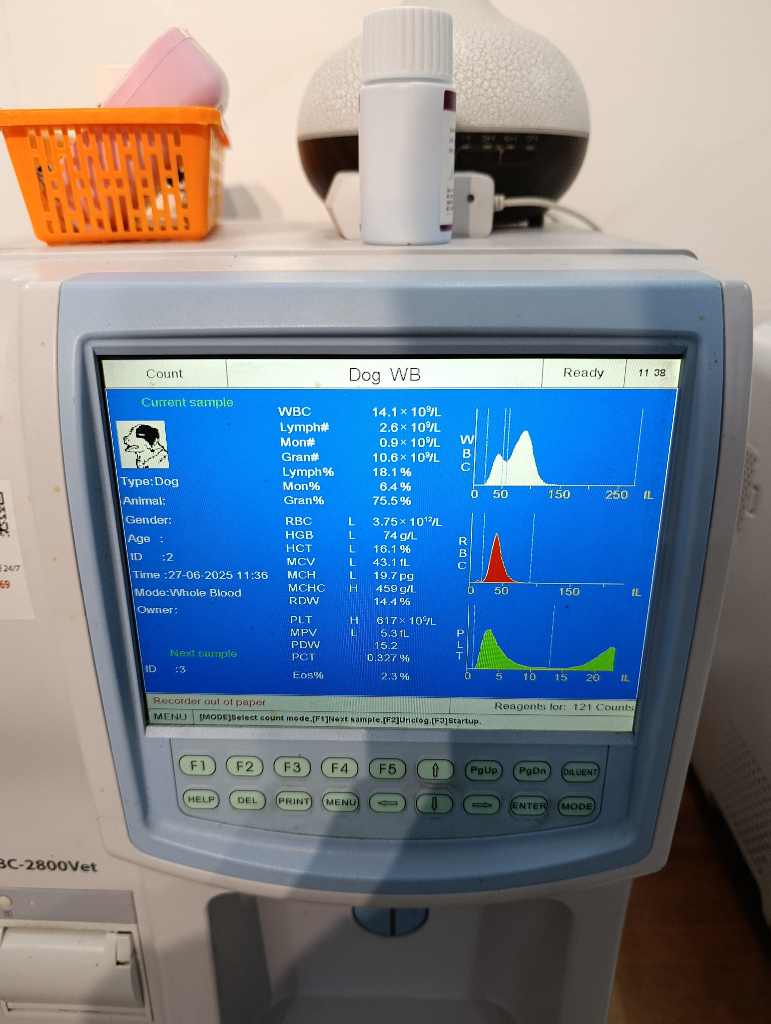 Count
Dog WB
Ready
11 38
Current sample
Type:Dog
Animal:
Gender:
Age :
ID :2
Time :27-06-2025 11:36
Mode:Whole Blood
Owner:
Next sample
ID :3
WBC 14.1 × 10⁹/L
Lymph# 2.6 × 10⁹/L
Mon# 0.9 × 10⁹/L
Gran# 10.6 × 10⁹/L
Lymph% 18.1 %
Mon% 6.4 %
Gran% 75.5 %
RBC L 3.75 × 10¹²/L
HGB L 74 g/L
HCT L 16.1 %
MCV L 43.1 fL
MCH L 19.7 pg
MCHC H 459 g/L
RDW 14.4 %
PLT H 617 × 10⁹/L
MPV L 5.3 fL
PDW 15.2
PCT 0.327 %
Eos% 2.3 %
WBC
0 50 150 250 fL
RBC
0 50 150 fL
PLT
0 5 10 15 20 fL
Recorder out of paper
Reagents for: 121 Counts
MENU [MODE]Select count mode,[F1]Next sample,[F2]Unclog,[F3]Startup.
F1 F2 F3 F4 F5 ⇧ PgUp PgDn DILUENT
HELP DEL PRINT MENU ⇦ ⇩ ⇨ ENTER MODE
BC-2800Vet
E 24/7
69